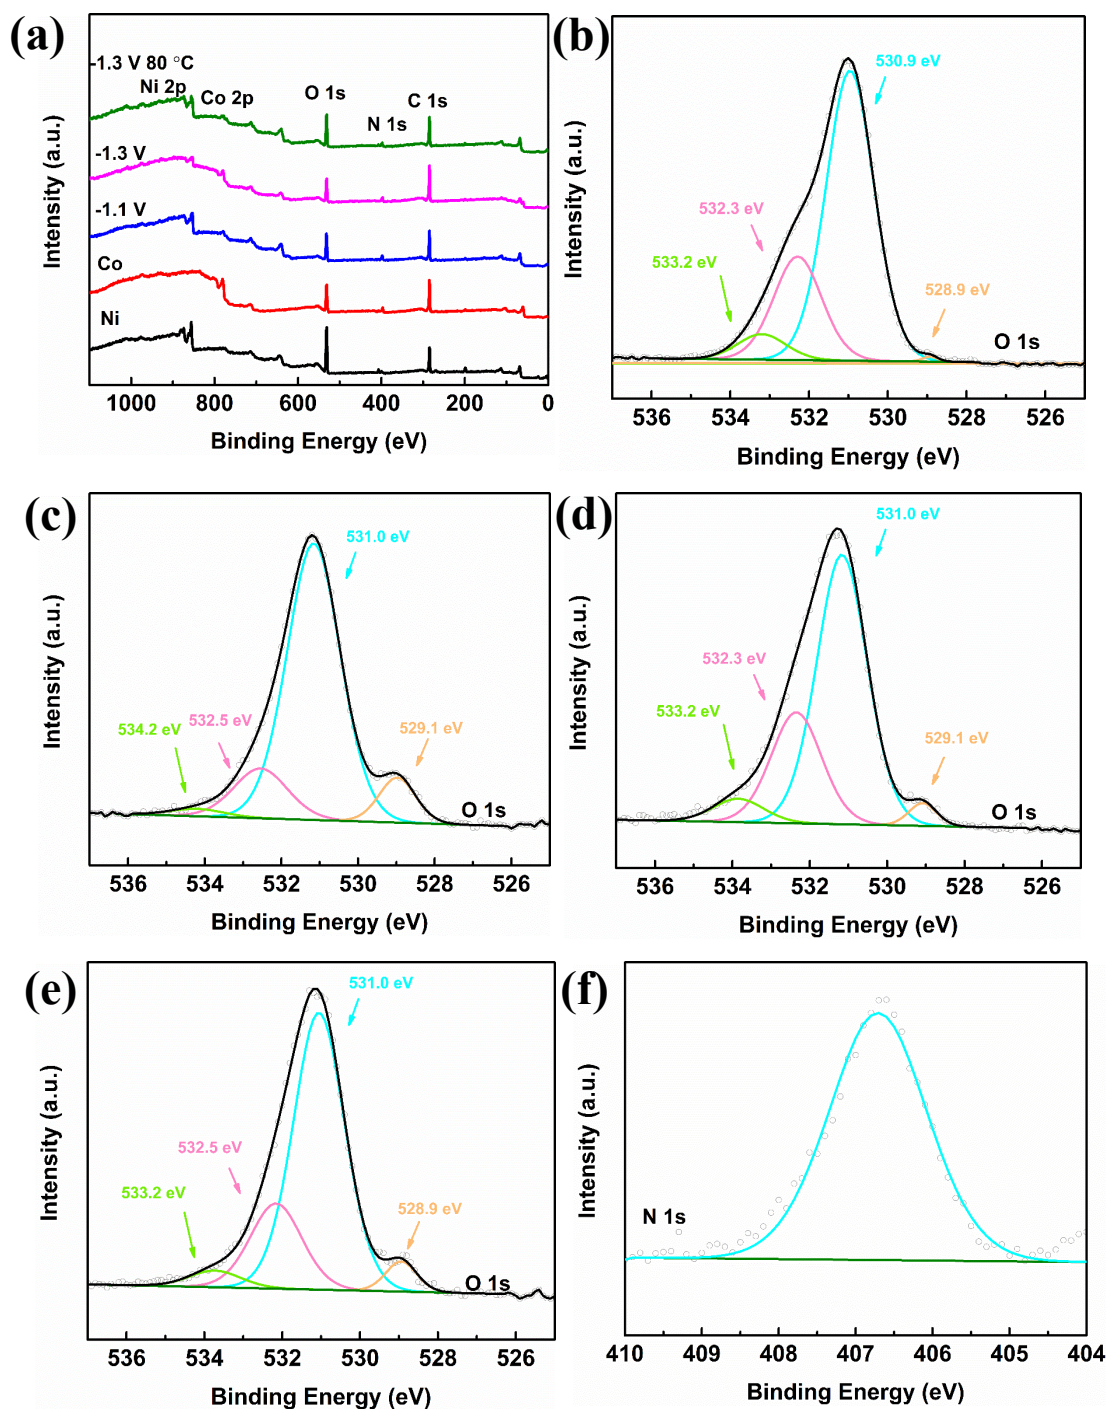 (a)
-1.3 V 80 °C
Ni 2p
Co 2p
O 1s
N 1s
C 1s
-1.3 V
-1.1 V
Co
Ni
Intensity (a.u.)
1000 800 600 400 200 0
Binding Energy (eV)
(b)
530.9 eV
532.3 eV
533.2 eV
528.9 eV
O 1s
Intensity (a.u.)
536 534 532 530 528 526
Binding Energy (eV)
(c)
531.0 eV
532.5 eV
534.2 eV
529.1 eV
O 1s
Intensity (a.u.)
536 534 532 530 528 526
Binding Energy (eV)
(d)
531.0 eV
532.3 eV
533.2 eV
529.1 eV
O 1s
Intensity (a.u.)
536 534 532 530 528 526
Binding Energy (eV)
(e)
531.0 eV
532.5 eV
533.2 eV
528.9 eV
O 1s
Intensity (a.u.)
536 534 532 530 528 526
Binding Energy (eV)
(f)
N 1s
Intensity (a.u.)
410 409 408 407 406 405 404
Binding Energy (eV)